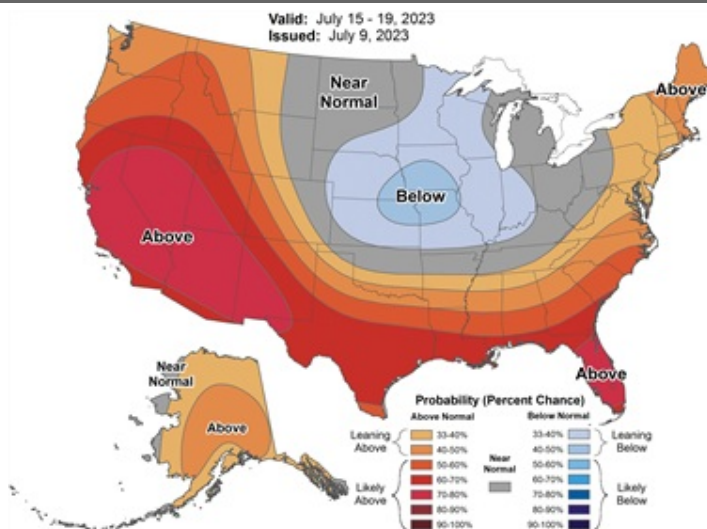 Valid: July 15 - 19, 2023
Issued: July 9, 2023
Near
Normal
Above
Below
Above
Near
Normal
Above
Above
Probability (Percent Chance)
Above Normal
Below Normal
Leaning
Above
33-40%
40-50%
Likely
Above
50-60%
60-70%
70-80%
80-90%
90-100%
Near
Normal
33-40%
40-50%
Leaning
Below
50-60%
60-70%
70-80%
80-90%
90-100%
Likely
Below